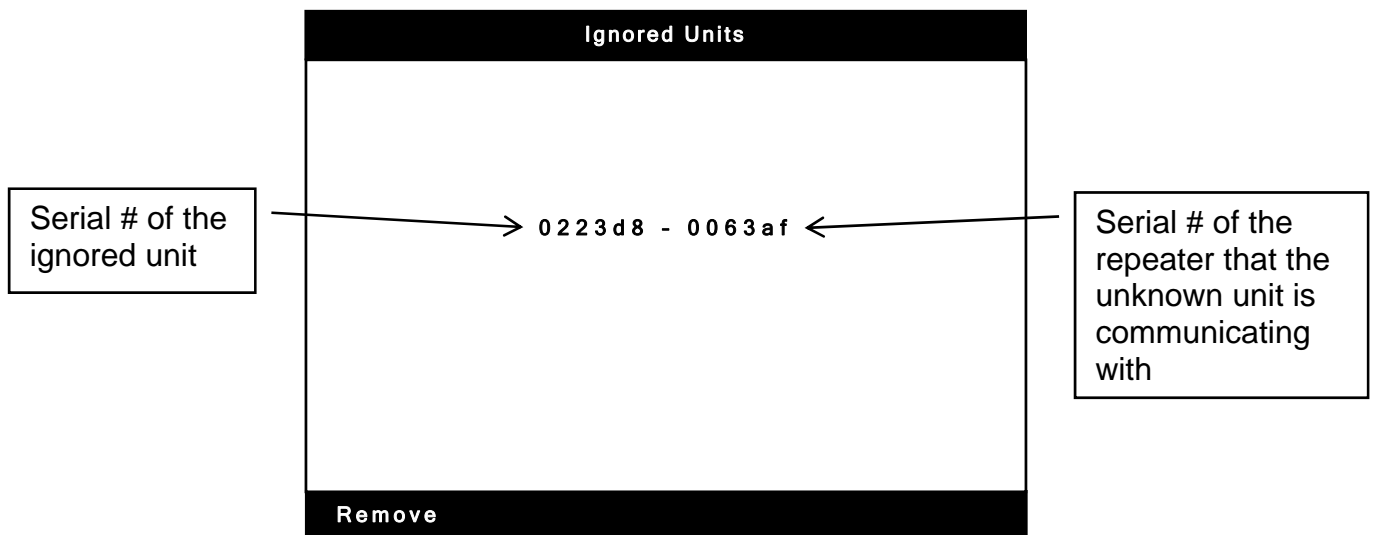 Ignored Units
Serial # of the
ignored unit
0223d8 - 0063af
Serial # of the
repeater that the
unknown unit is
communicating
with
Remove